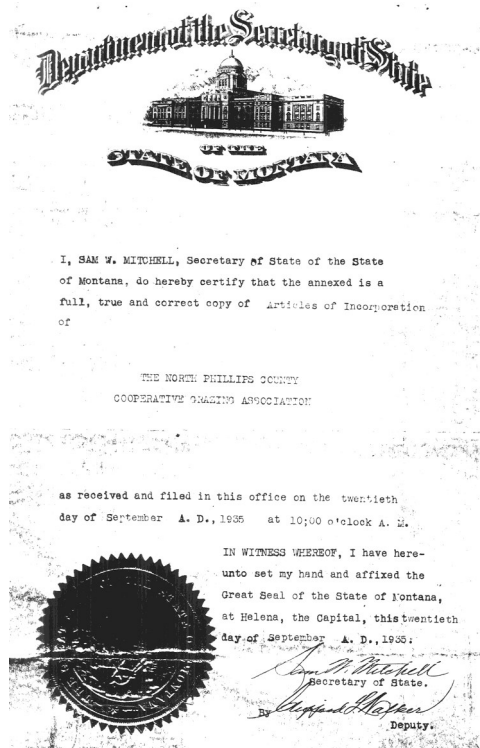 Department of the Secretary of State
OF THE
STATE OF MONTANA
I, SAM W. MITCHELL, Secretary of State of the State
of Montana, do hereby certify that the annexed is a
full, true and correct copy of Articles of Incorporation
of
THE NORTH PHILLIPS COUNTY
COOPERATIVE GRAZING ASSOCIATION
as received and filed in this office on the twentieth
day of September A. D., 1935 at 10;00 o'clock A. M.
IN WITNESS WHEREOF, I have here-
unto set my hand and affixed the
Great Seal of the State of Montana,
at Helena, the Capital, this twentieth
day of September A. D., 1935.
Sam W. Mitchell
Secretary of State.
By Clifford L. Walker
Deputy.